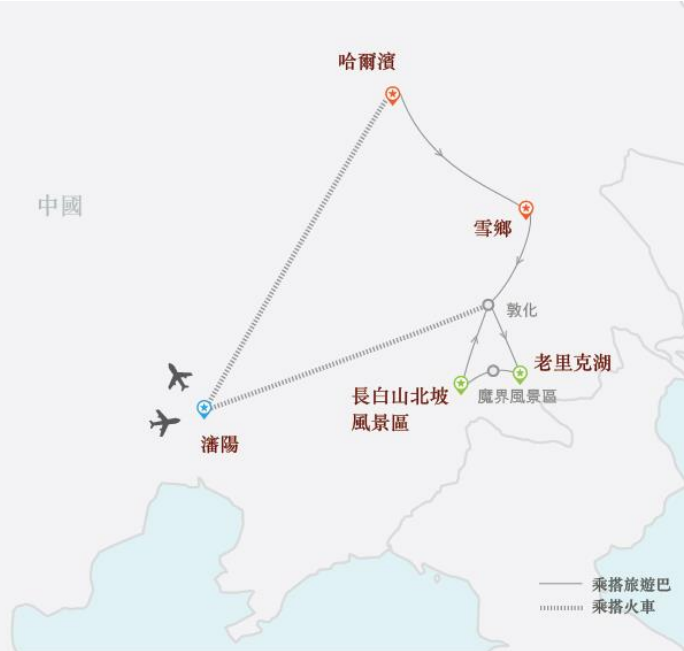 哈爾濱
中國
雪鄉
敦化
老里克湖
長白山北坡
風景區
魔界風景區
瀋陽
乘搭旅遊巴
乘搭火車